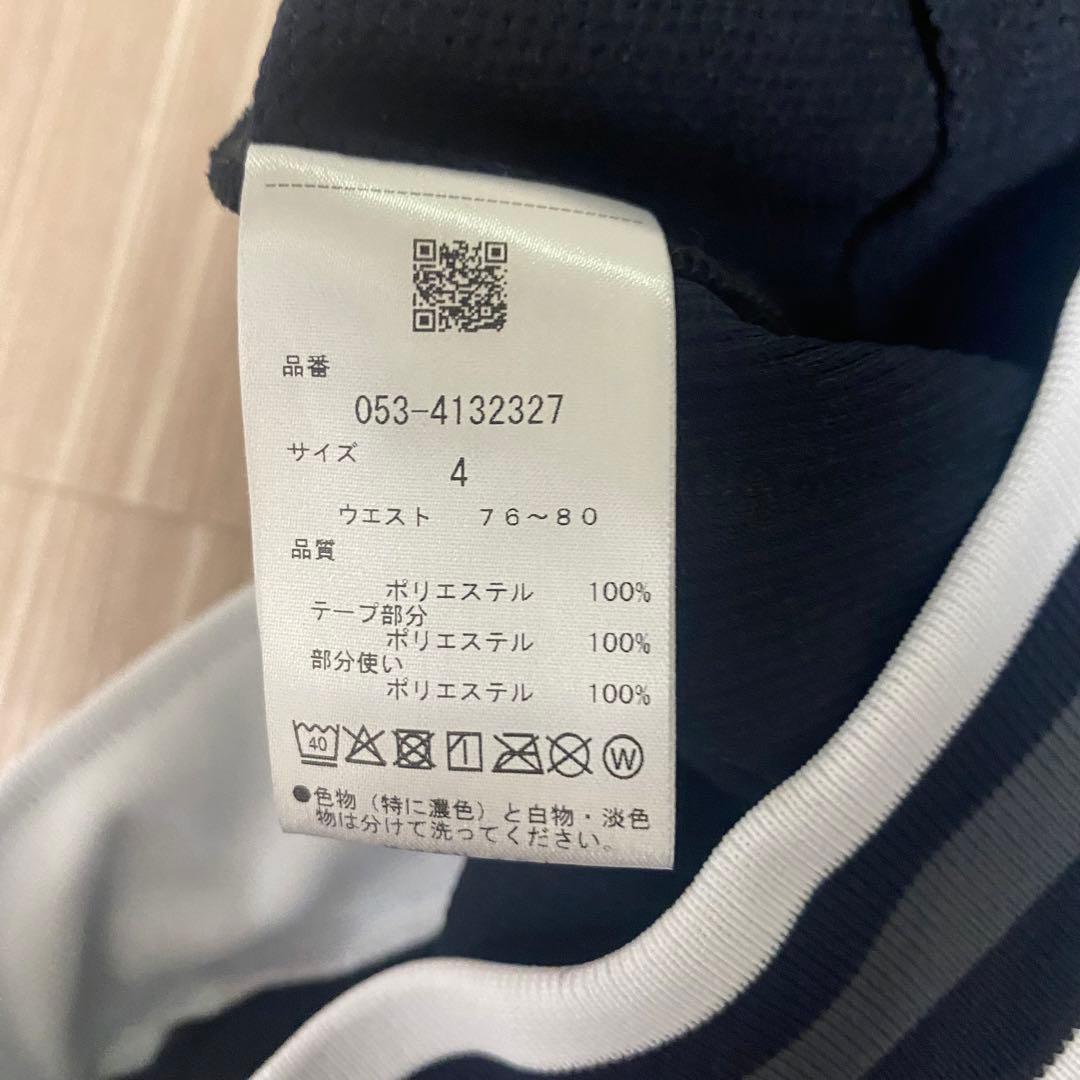 品番
053-4132327
サイズ
4
ウエスト 76～80
品質
ポリエステル 100%
テープ部分
ポリエステル 100%
部分使い
ポリエステル 100%
40
W
●色物（特に濃色）と白物・淡色
物は分けて洗ってください。